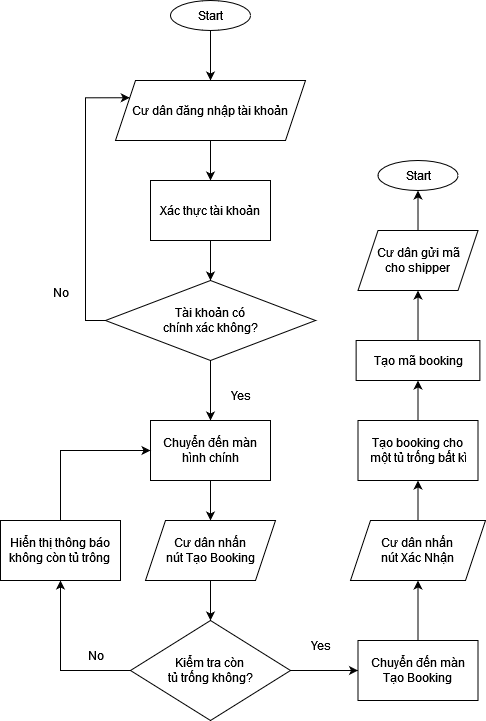 Start
Cư dân đăng nhập tài khoản
Xác thực tài khoản
Tài khoản có
chính xác không?
No
Yes
Chuyển đến màn
hình chính
Hiển thị thông báo
không còn tủ trông
Cư dân nhấn
nút Tạo Booking
Kiểm tra còn
tủ trống không?
No
Yes
Chuyển đến màn
Tạo Booking
Cư dân nhấn
nút Xác Nhận
Tạo booking cho
một tủ trống bất kì
Tạo mã booking
Cư dân gửi mã
cho shipper
Start